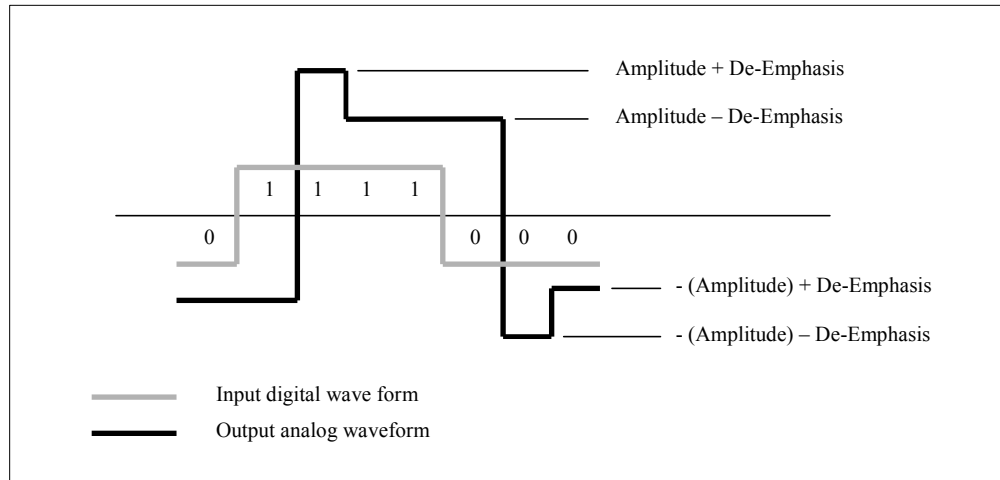 Amplitude + De-Emphasis
Amplitude – De-Emphasis
1 1 1 1
0 0 0 0
- (Amplitude) + De-Emphasis
- (Amplitude) – De-Emphasis
Input digital wave form
Output analog waveform